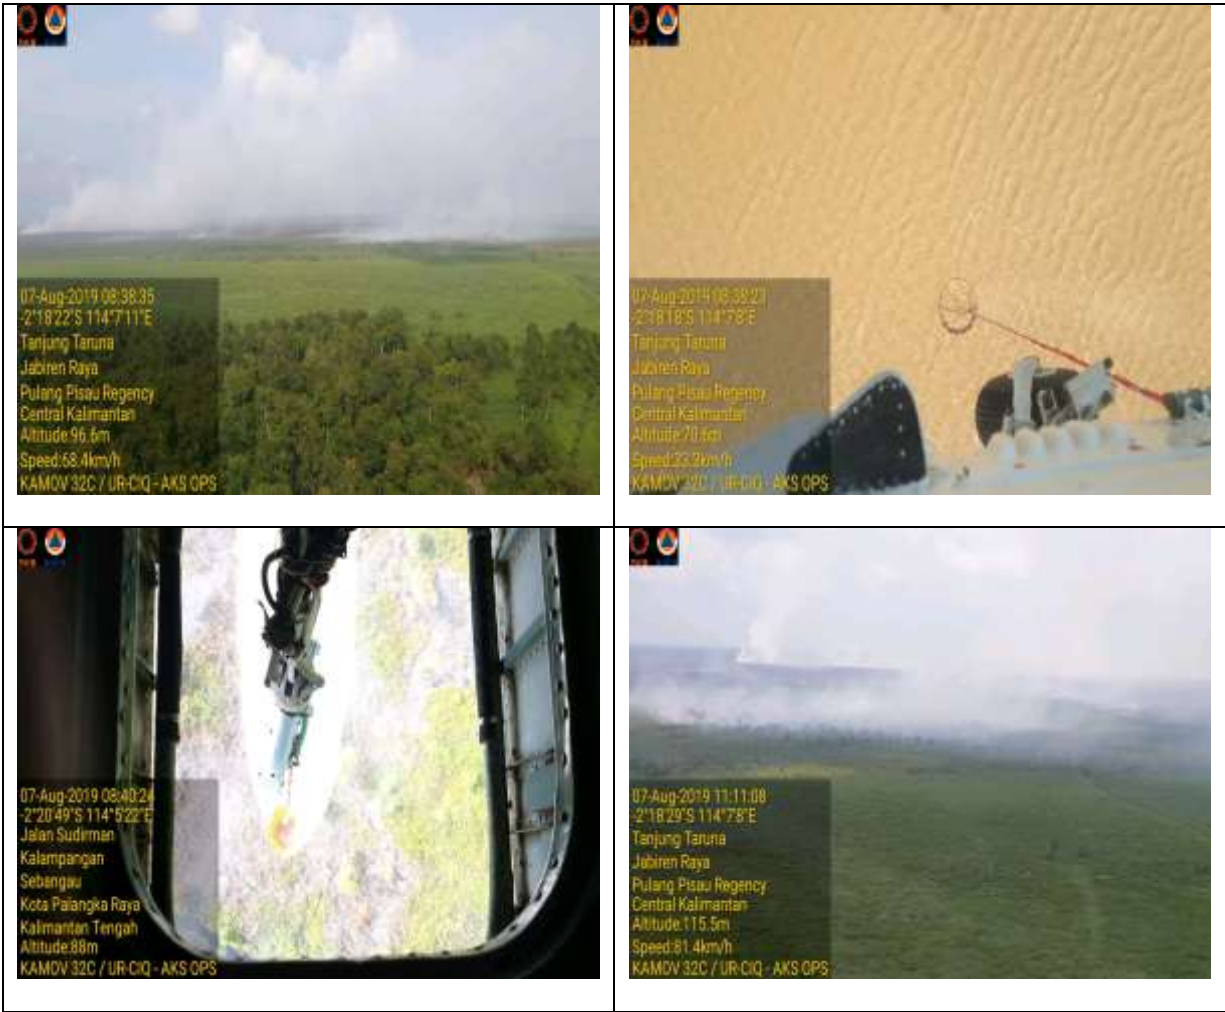 07-Aug-2019 08:38:35
-2°18'22"S 114°7'11"E
Tanjung Taruna
Jabiren Raya
Pulang Pisau Regency
Central Kalimantan
Altitude:96.6m
Speed:58.4km/h
KAMOV 32C / UR-CIQ - AKS OPS
07-Aug-2019 08:38:23
-2°18'18"S 114°7'8"E
Tanjung Taruna
Jabiren Raya
Pulang Pisau Regency
Central Kalimantan
Altitude:70.6m
Speed:33.3km/h
KAMOV 32C / UR-CIQ - AKS OPS
07-Aug-2019 08:40:24
-2°20'49"S 114°5'22"E
Jalan Sudirman
Kalampangan
Sebangau
Kota Palangka Raya
Kalimantan Tengah
Altitude:88m
KAMOV 32C / UR-CIQ - AKS OPS
07-Aug-2019 11:11:08
-2°18'29"S 114°7'8"E
Tanjung Taruna
Jabiren Raya
Pulang Pisau Regency
Central Kalimantan
Altitude:115.5m
Speed:81.4km/h
KAMOV 32C / UR-CIQ - AKS OPS